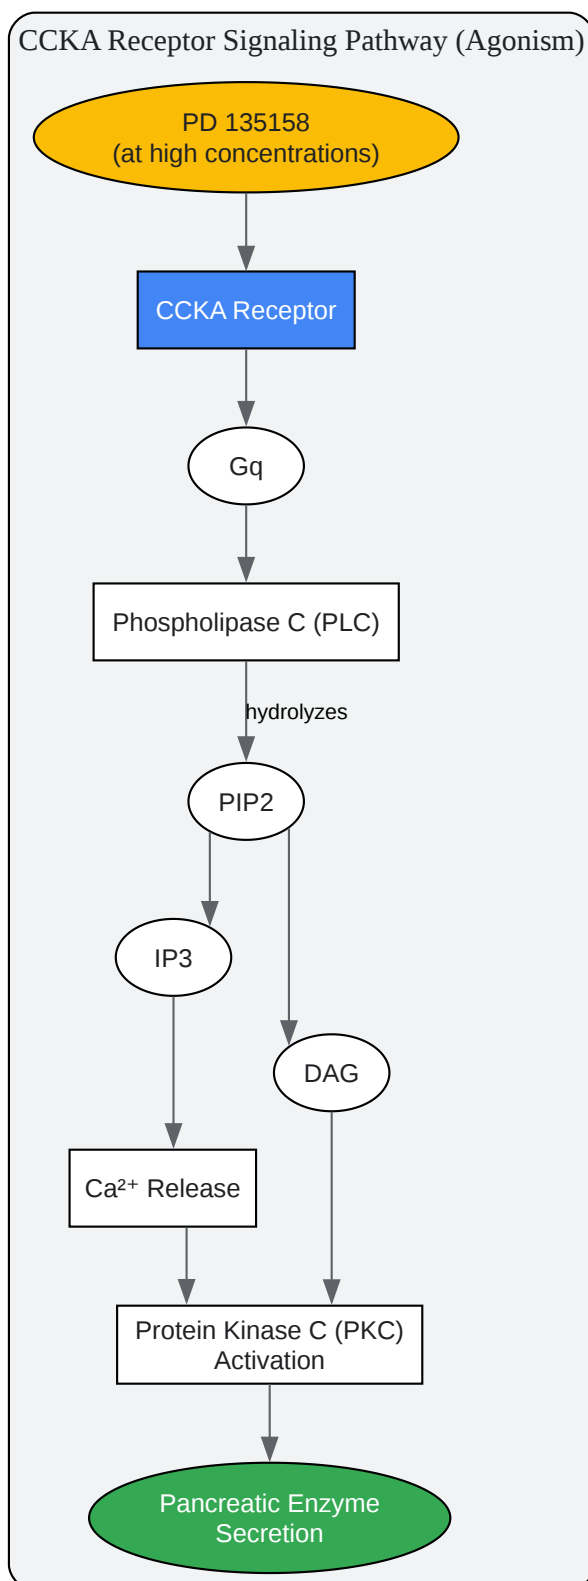 CCKA Receptor Signaling Pathway (Agonism)
PD 135158
(at high concentrations)
CCKA Receptor
Gq
Phospholipase C (PLC)
hydrolyzes
PIP2
IP3
DAG
Ca²⁺ Release
Protein Kinase C (PKC)
Activation
Pancreatic Enzyme
Secretion